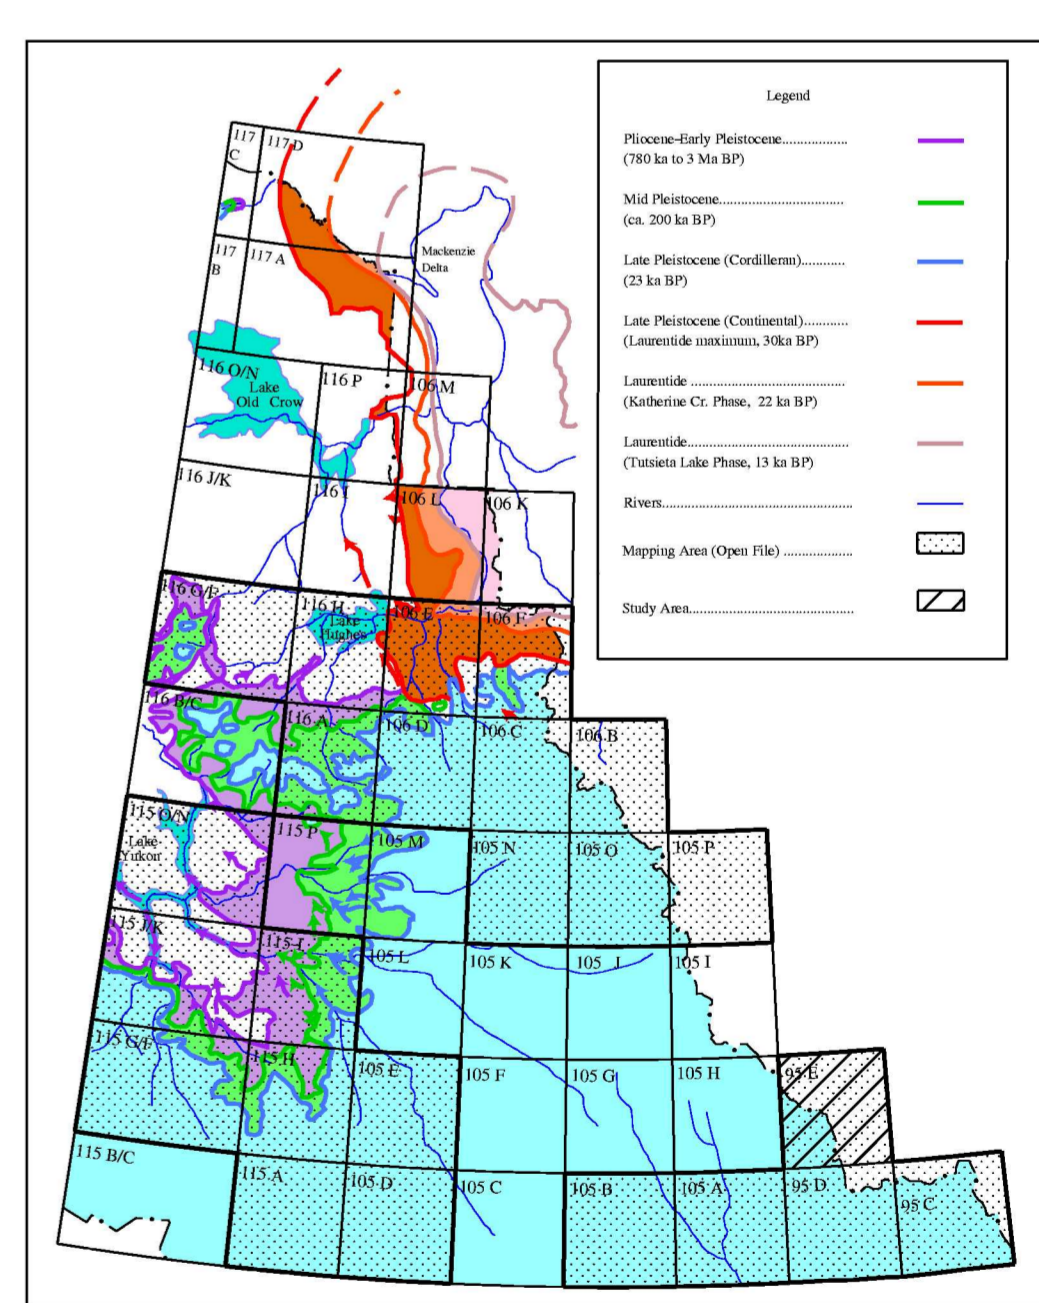 Legend
Pliocene-Early Pleistocene..................
(780 ka to 3 Ma BP)
Mid Pleistocene..................................
(ca. 200 ka BP)
Late Pleistocene (Cordilleran)............
(23 ka BP)
Late Pleistocene (Continental)............
(Laurentide maximum, 30ka BP)
Laurentide ..........................................
(Katherine Cr. Phase, 22 ka BP)
Laurentide............................................
(Tutsieta Lake Phase, 13 ka BP)
Rivers.....................................................
Mapping Area (Open File) ...................
Study Area.............................................
117
C
117 D
117
B
117 A
Mackenzie
Delta
116 O/N
Lake
Old Crow
116 P
106 M
116 J/K
116 I
106 L
106 K
116 G/F
116 H
Lake
Hughes
106 E
106 F
116 B/C
116 A
106 D
106 C
106 B
115 O/N
Lake
Yukon
115 P
105 M
105 N
105 O
105 P
115 J/K
115 I
105 L
105 K
105 J
105 I
115 G/F
115 H
105 E
105 F
105 G
105 H
95 E
115 B/C
115 A
105 D
105 C
105 B
105 A
95 D
95 C